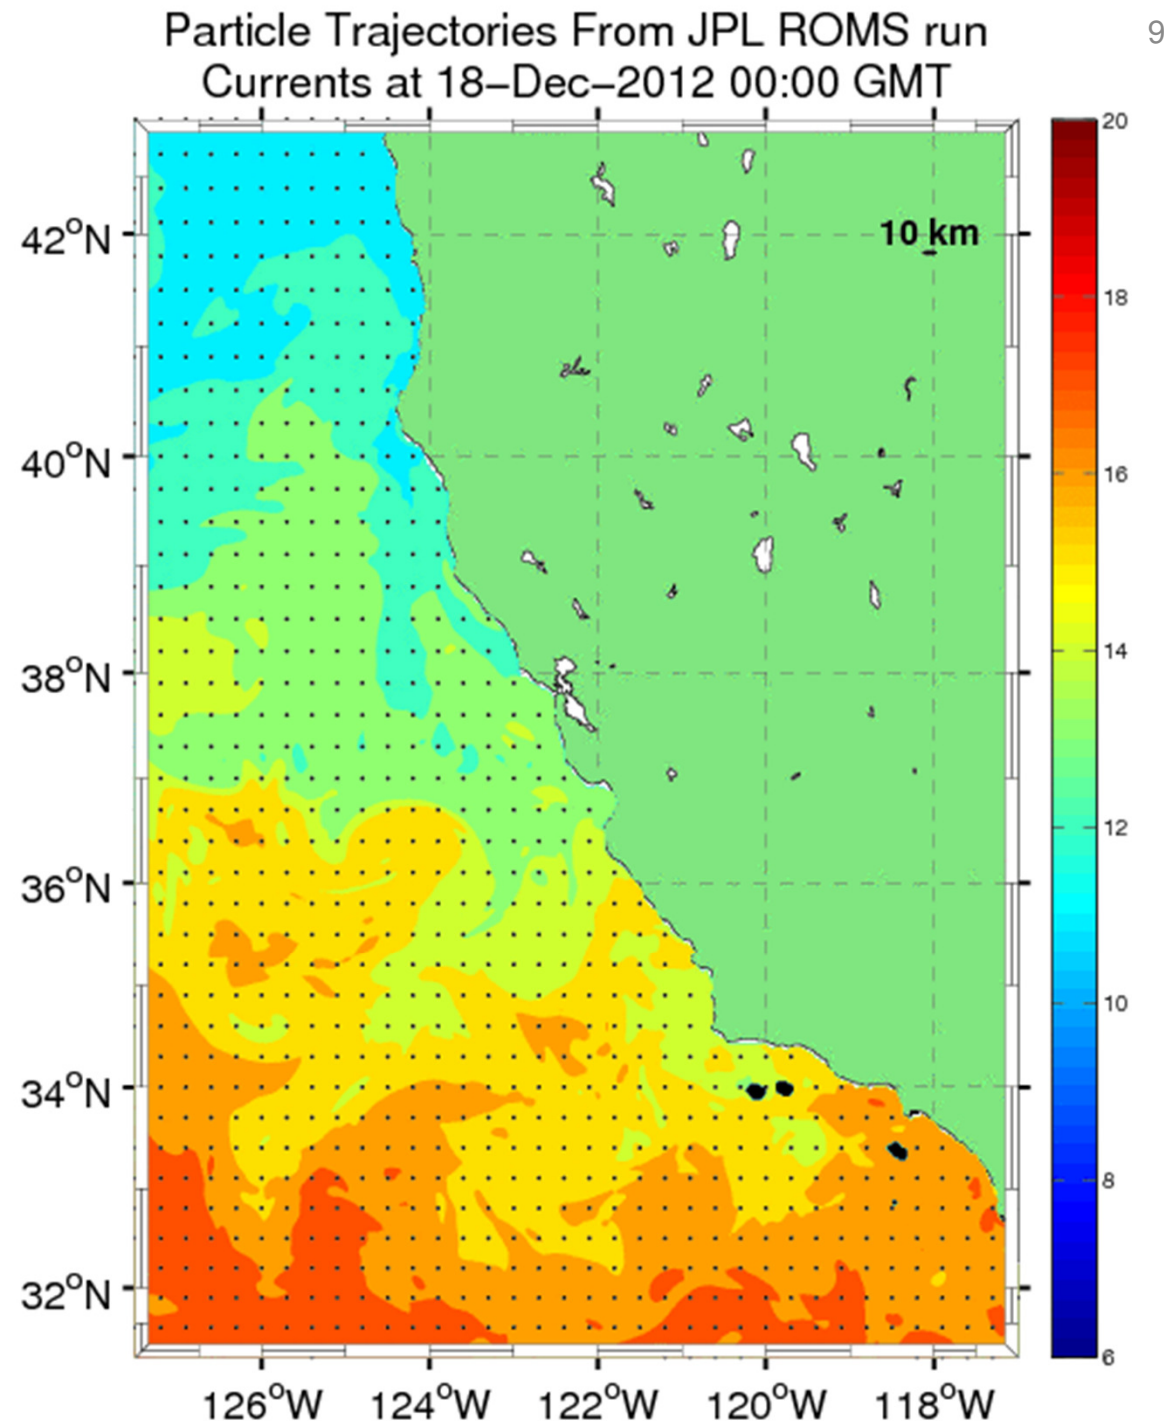 Particle Trajectories From JPL ROMS run
9
Currents at 18−Dec−2012 00:00 GMT
20
42°N
10 km
18
40°N
16
38°N
14
12
36°N
10
34°N
8
32°N
6
126°W 124°W 122°W 120°W 118°W